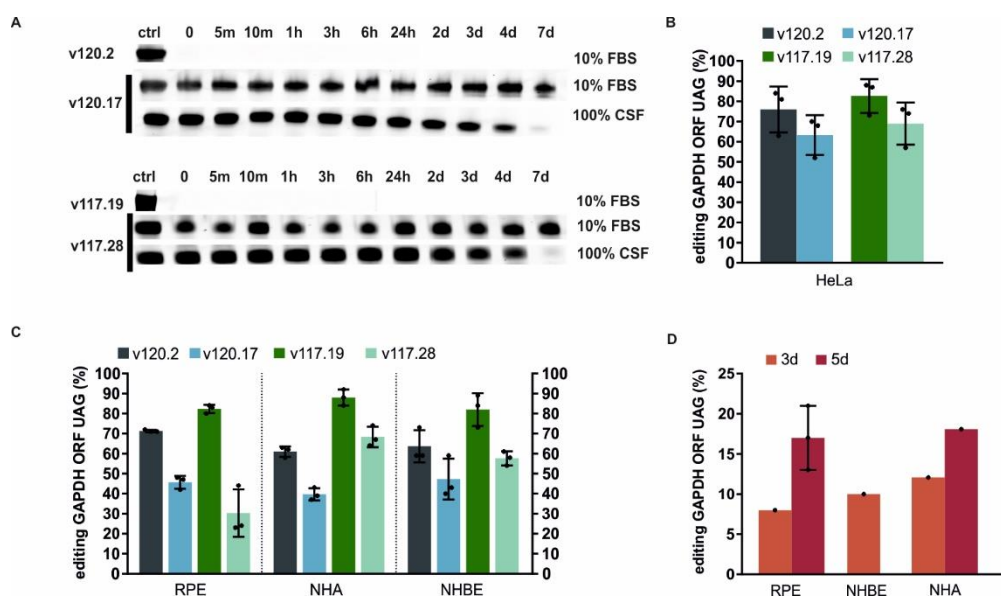 A
ctrl 0 5m 10m 1h 3h 6h 24h 2d 3d 4d 7d
v120.2 10% FBS
v120.17 10% FBS
100% CSF
ctrl 0 5m 10m 1h 3h 6h 24h 2d 3d 4d 7d
v117.19 10% FBS
v117.28 10% FBS
100% CSF
B
v120.2 v120.17
v117.19 v117.28
editing GAPDH ORF UAG (%)
100
90
80
70
60
50
40
30
20
10
0
HeLa
C
v120.2 v120.17 v117.19 v117.28
editing GAPDH ORF UAG (%)
100 100
90 90
80 80
70 70
60 60
50 50
40 40
30 30
20 20
10 10
0 0
RPE NHA NHBE
D
3d 5d
editing GAPDH ORF UAG (%)
25
20
15
10
5
0
RPE NHBE NHA